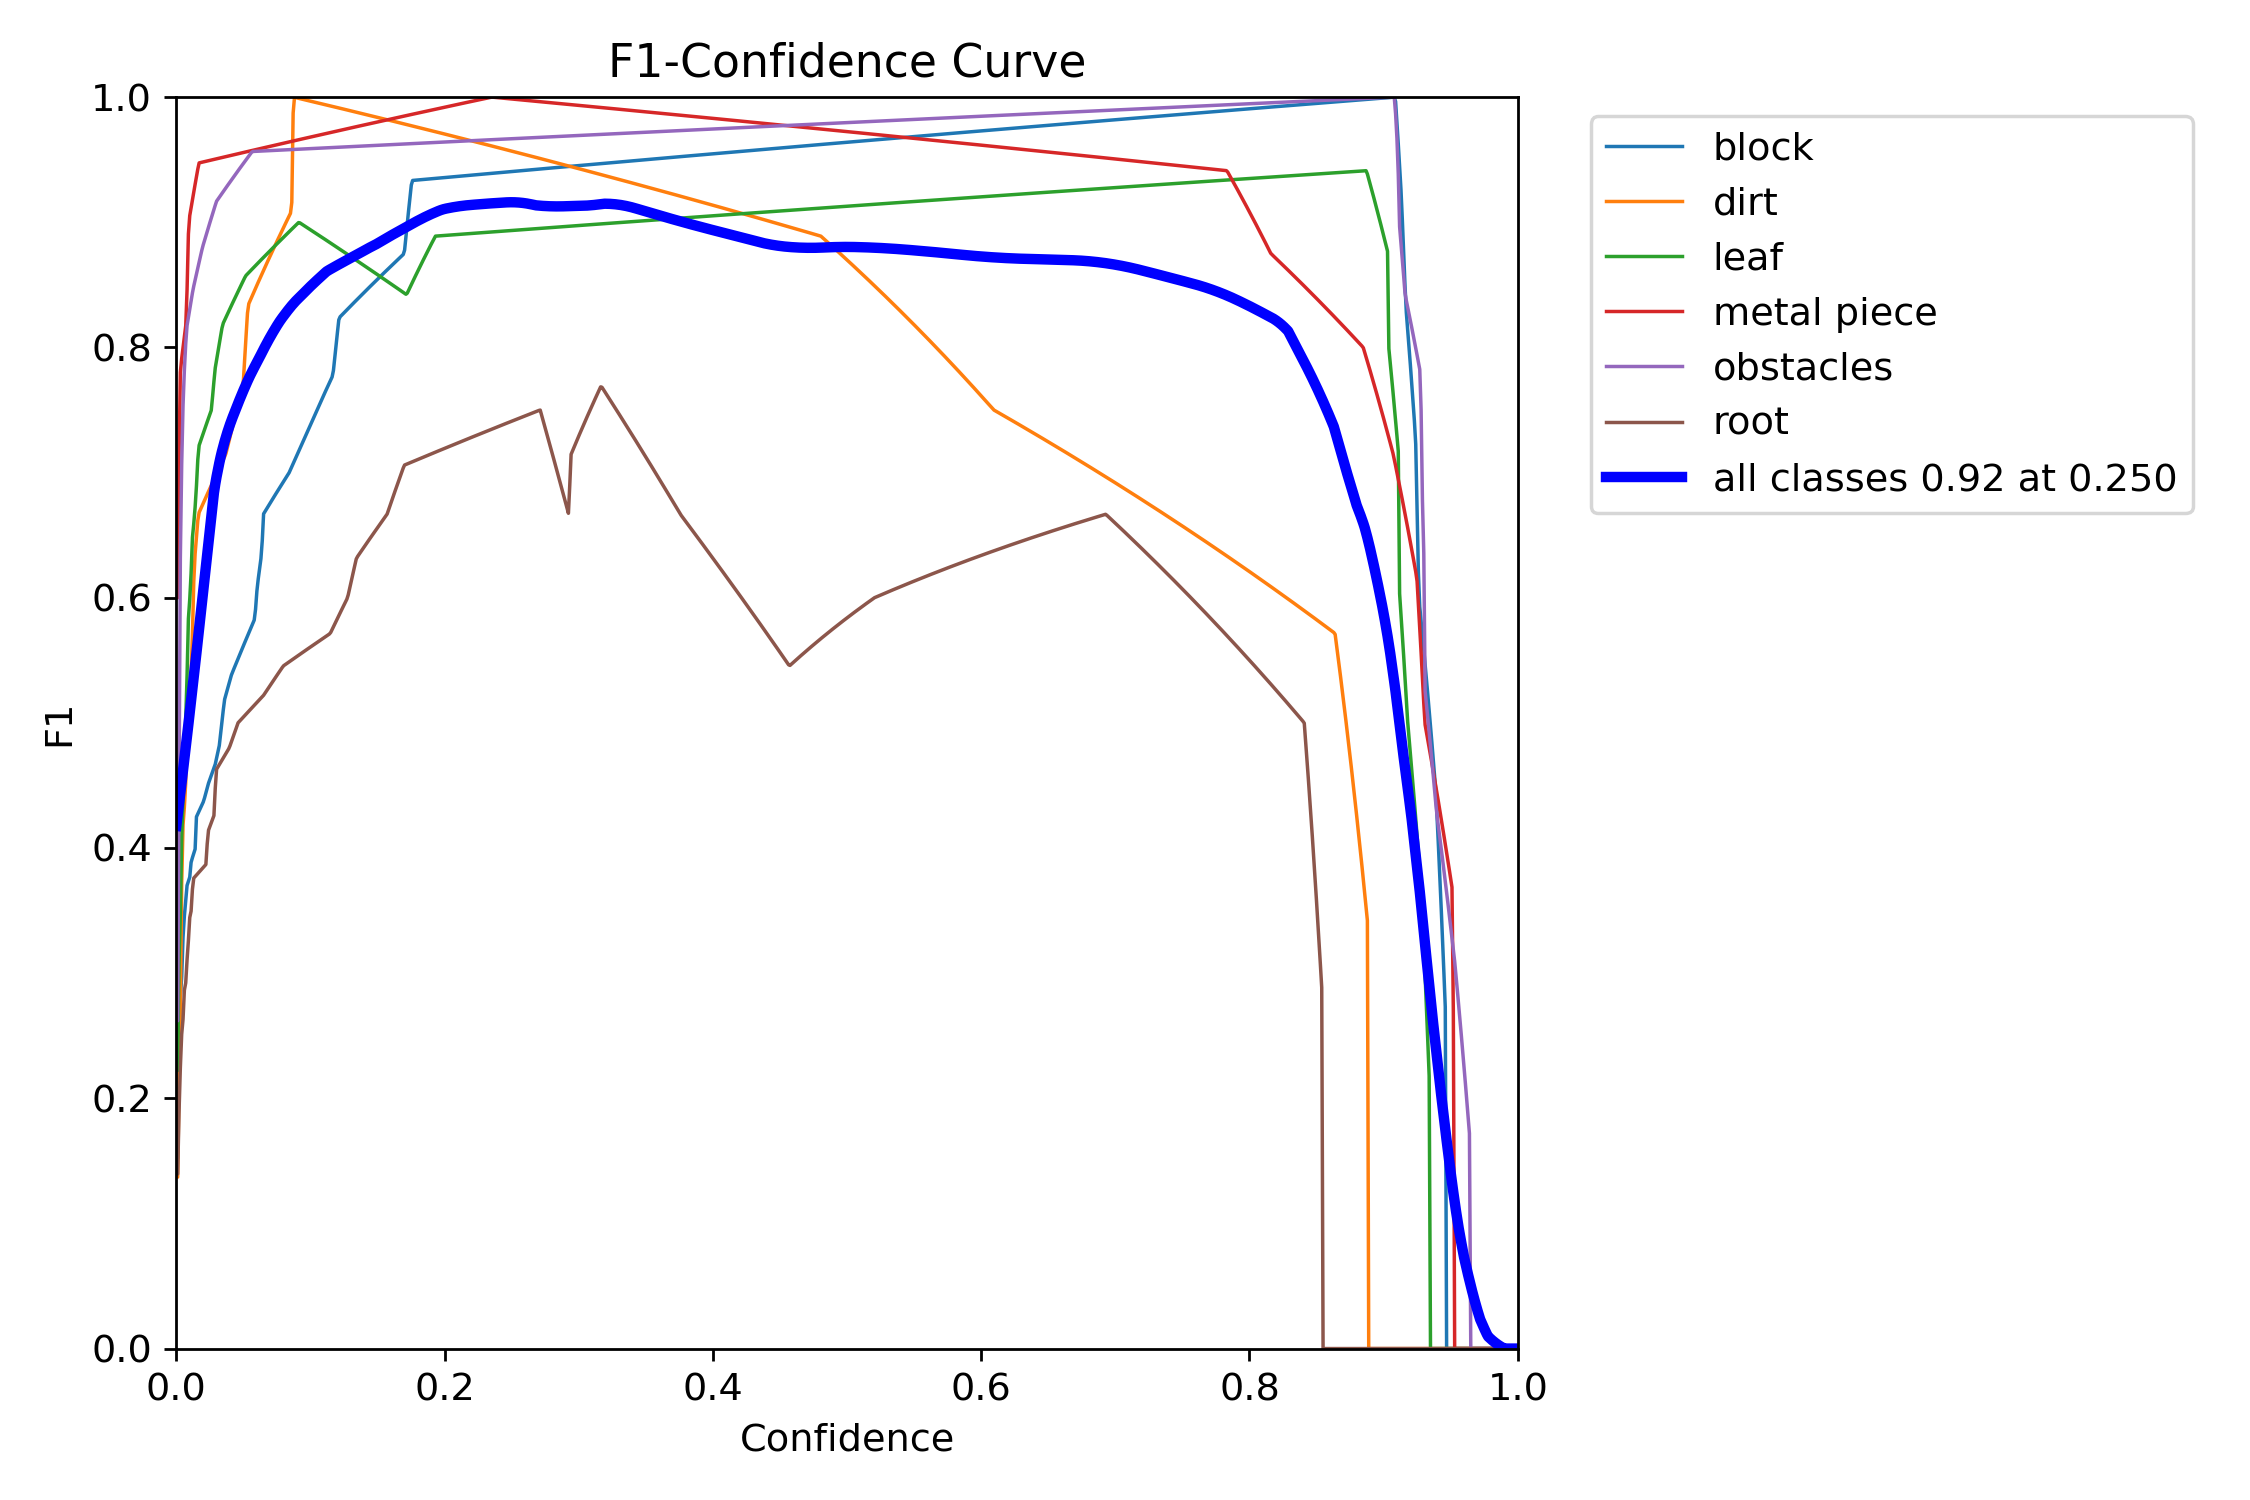 F1-Confidence Curve
1.0
0.8
0.6
0.4
0.2
0.0
F1
0.0 0.2 0.4 0.6 0.8 1.0
Confidence
block
dirt
leaf
metal piece
obstacles
root
all classes 0.92 at 0.250